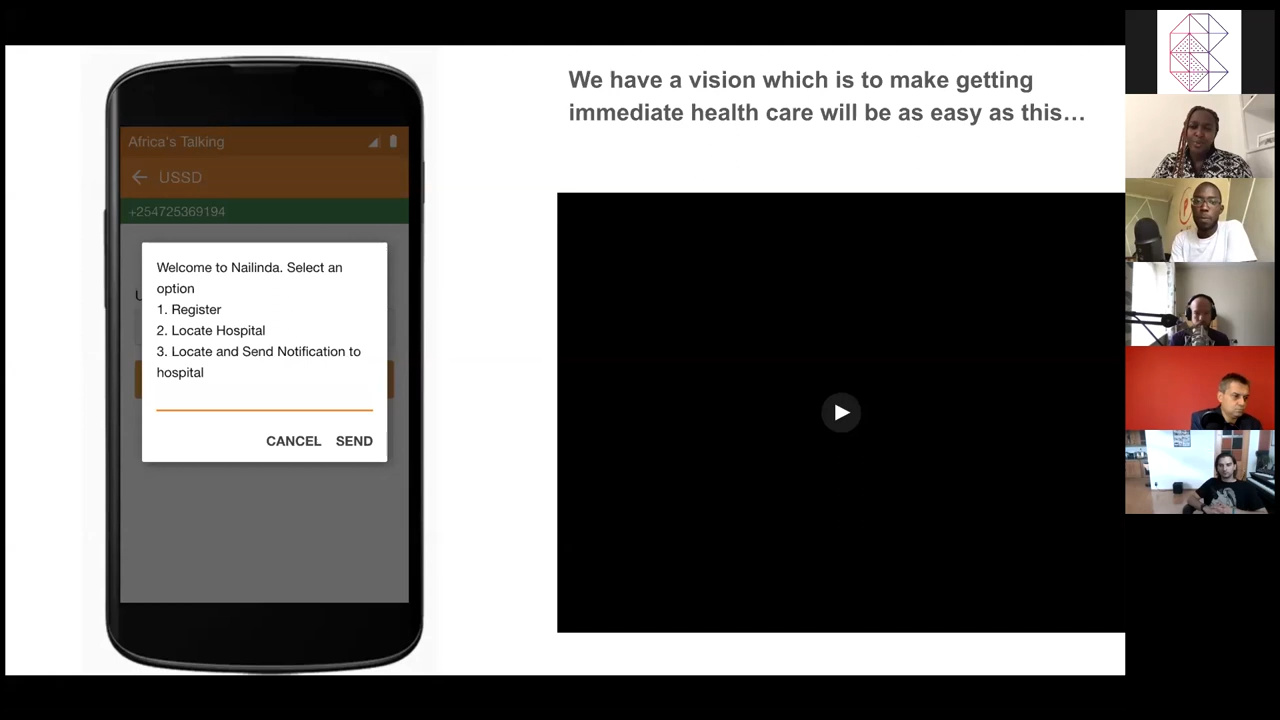 We have a vision which is to make getting
immediate health care will be as easy as this…
Africa's Talking
USSD
+254725369194
Welcome to Nailinda. Select an
option
1. Register
2. Locate Hospital
3. Locate and Send Notification to
hospital
CANCEL SEND